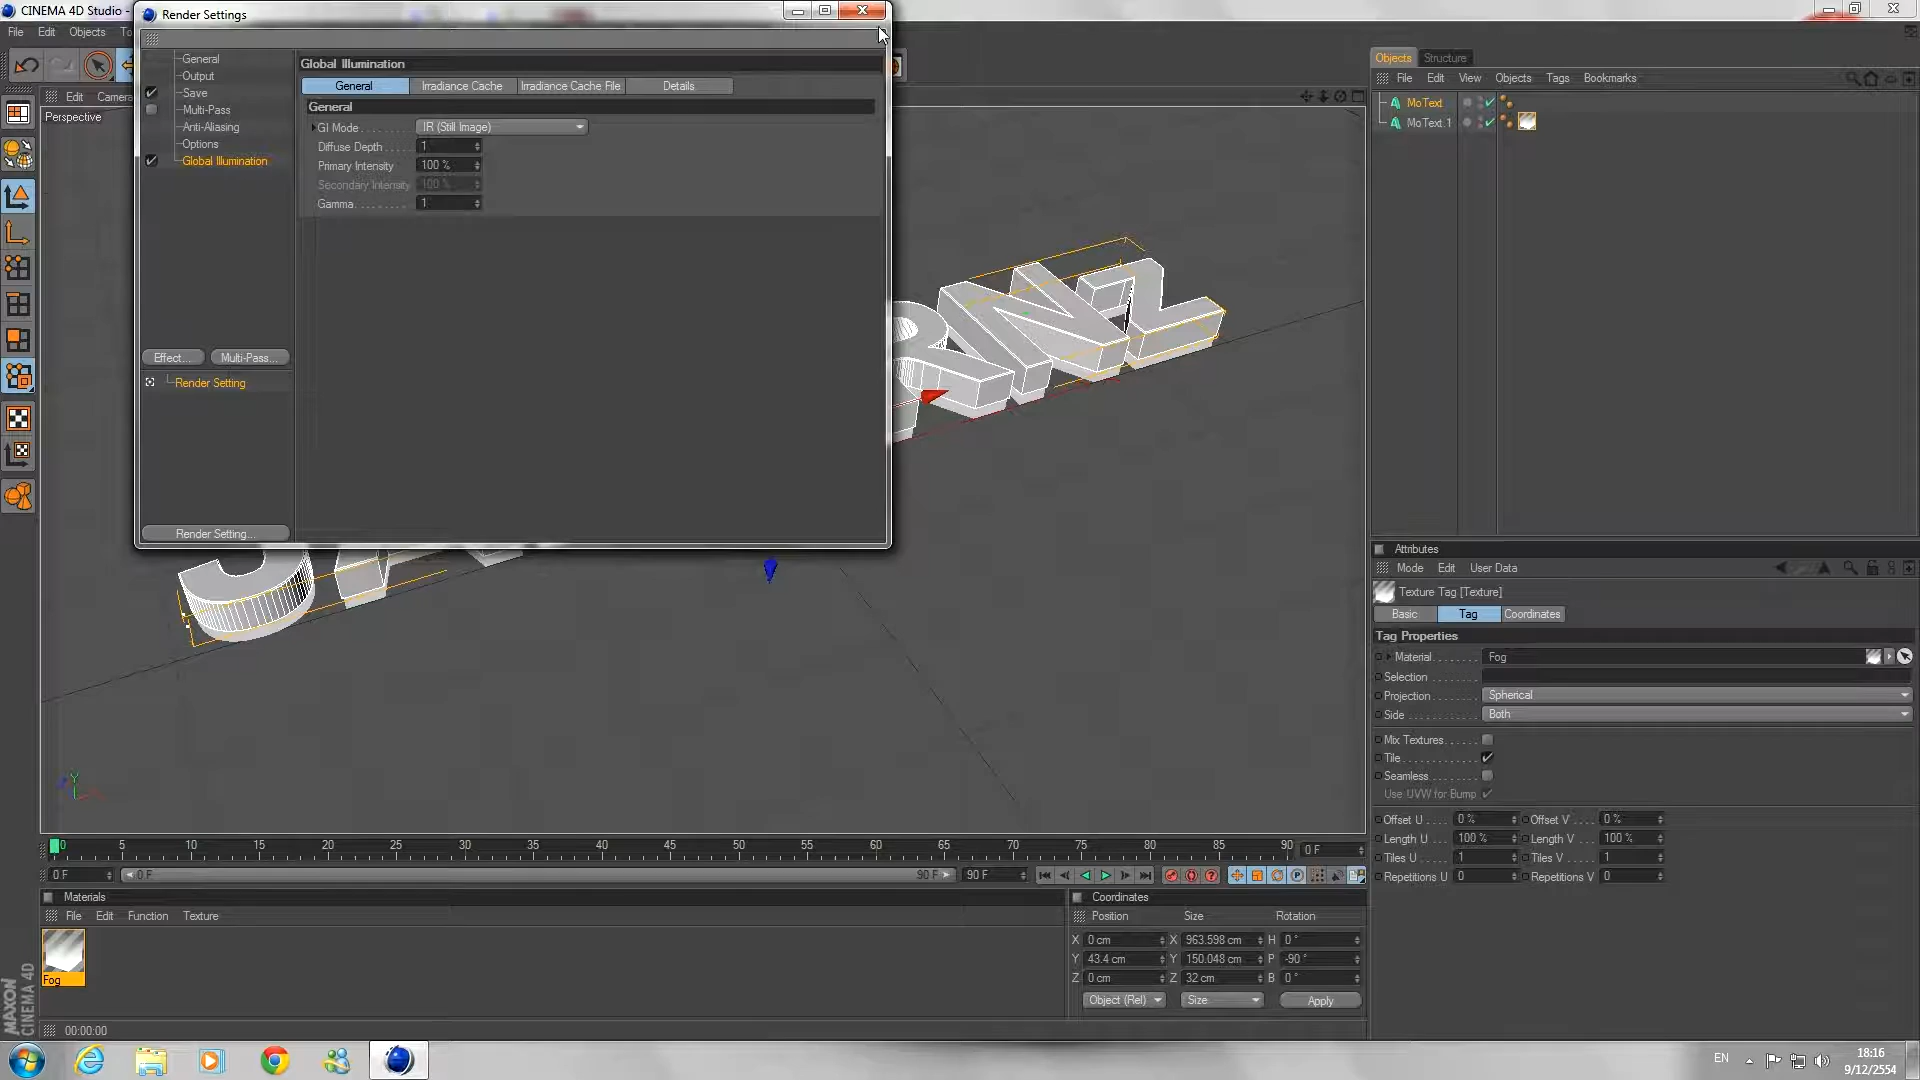 CINEMA 4D Studio -
Render Settings
File Edit Objects To
General
Output
Save
Multi-Pass
Anti-Aliasing
Options
Global Illumination
Effect...
Multi-Pass...
Render Setting
Render Setting...
Global Illumination
General Irradiance Cache Irradiance Cache File Details
General
GI Mode IR (Still Image)
Diffuse Depth 1
Primary Intensity 100 %
Secondary Intensity 100 %
Gamma 1
Edit Camera
Perspective
Objects Structure
File Edit View Objects Tags Bookmarks
MoText
MoText.1
Attributes
Mode Edit User Data
Texture Tag [Texture]
Basic Tag Coordinates
Tag Properties
Material Fog
Selection
Projection Spherical
Side Both
Mix Textures
Tile
Seamless
Use UVW for Bump
Offset U 0 % Offset V 0 %
Length U 100 % Length V 100 %
Tiles U 1 Tiles V 1
Repetitions U 0 Repetitions V 0
0 5 10 15 20 25 30 35 40 45 50 55 60 65 70 75 80 85 90 0 F
0 F 0 F 90 F 90 F
Materials
File Edit Function Texture
Fog
Coordinates
Position Size Rotation
X 0 cm X 963.598 cm H 0 °
Y 43.4 cm Y 150.048 cm P -90 °
Z 0 cm Z 32 cm B 0 °
Object (Rel) Size Apply
MAXON
CINEMA 4D
00:00:00
EN
18:16
9/12/2554